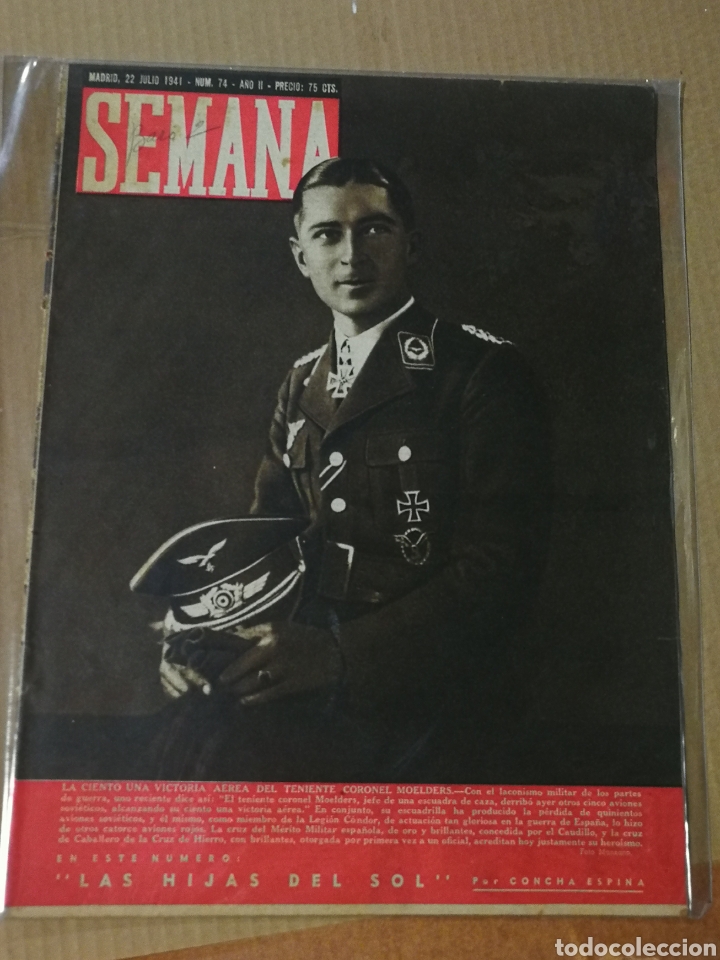 MADRID, 22 JULIO 1941 - NUM. 74 - AÑO II - PRECIO: 75 CTS.
SEMANA
LA CIENTO UNA VICTORIA AEREA DEL TENIENTE CORONEL MOELDERS.—Con el laconismo militar de los partes
de guerra, uno reciente dice así: "El teniente coronel Moelders, jefe de una escuadra de caza, derribó ayer otros cinco aviones
soviéticos, alcanzando su ciento una victoria aérea." En conjunto, su escuadrilla ha producido la pérdida de quinientos
aviones soviéticos, y él mismo, como miembro de la Legión Cóndor, de actuación tan gloriosa en la guerra de España, lo hizo
de otros catorce aviones rojos. La cruz del Mérito Militar española, de oro y brillantes, concedida por el Caudillo, y la cruz
de Caballero de la Cruz de Hierro, con brillantes, otorgada por primera vez a un oficial, acreditan hoy justamente su heroísmo.
EN ESTE NUMERO:
"LAS HIJAS DEL SOL" Por CONCHA ESPINA
todocoleccion